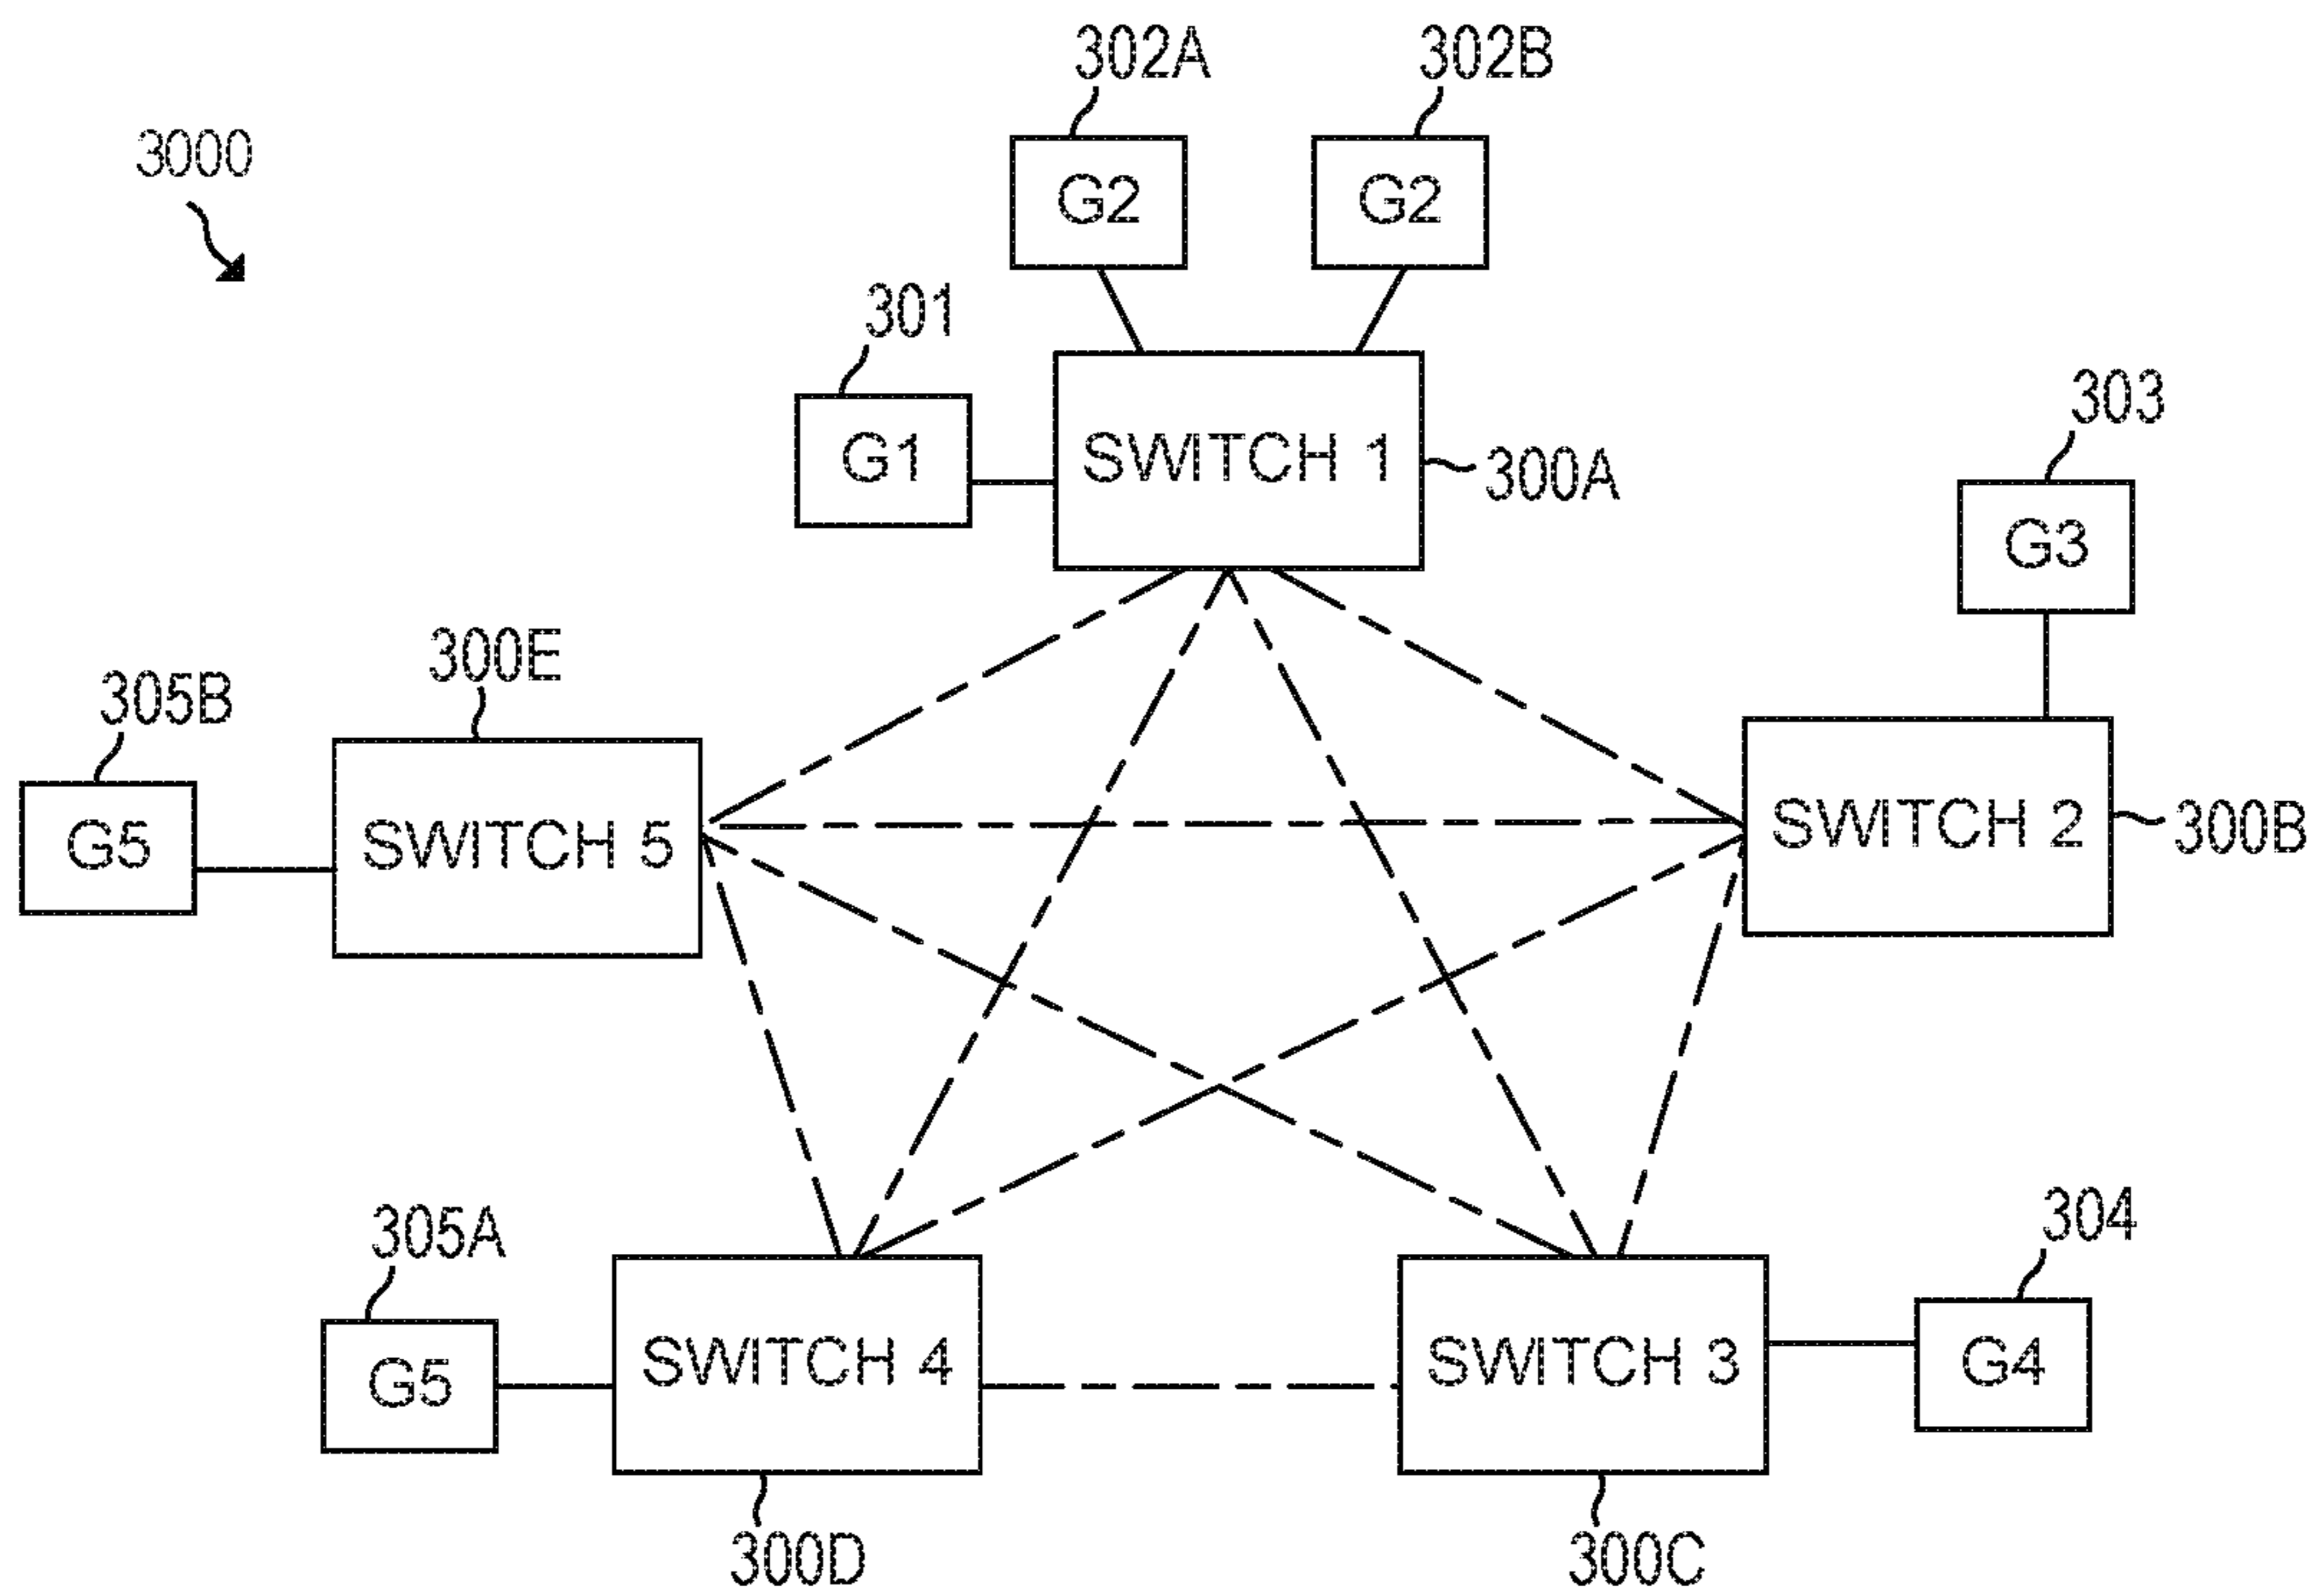 302A
302B
3000
G2
G2
301
303
G1
SWITCH 1
300A
G3
300E
305B
SWITCH 2
300B
G5
SWITCH 5
305A
304
G5
SWITCH 4
SWITCH 3
G4
300D
300C